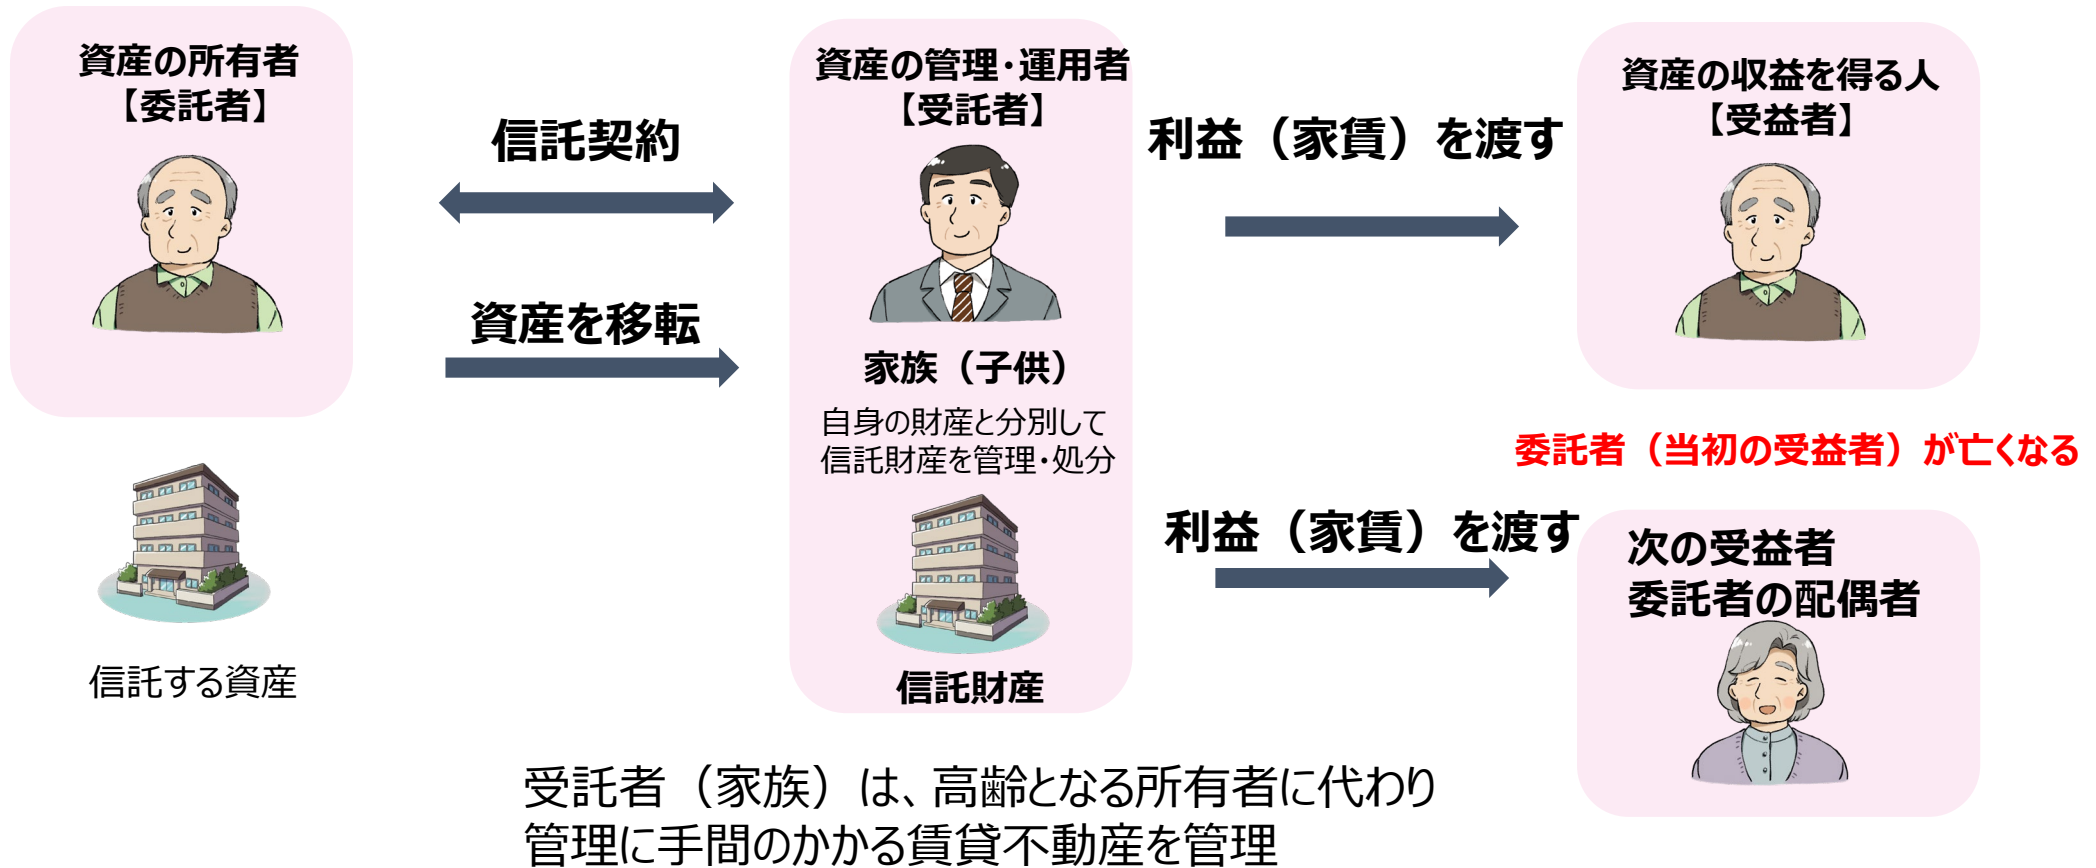 資産の所有者
【委託者】
信託する資産
信託契約
資産を移転
資産の管理・運用者
【受託者】
家族（子供）
自身の財産と分別して
信託財産を管理・処分
信託財産
利益（家賃）を渡す
資産の収益を得る人
【受益者】
委託者（当初の受益者）が亡くなる
利益（家賃）を渡す
次の受益者
委託者の配偶者
受託者（家族）は、高齢となる所有者に代わり
管理に手間のかかる賃貸不動産を管理